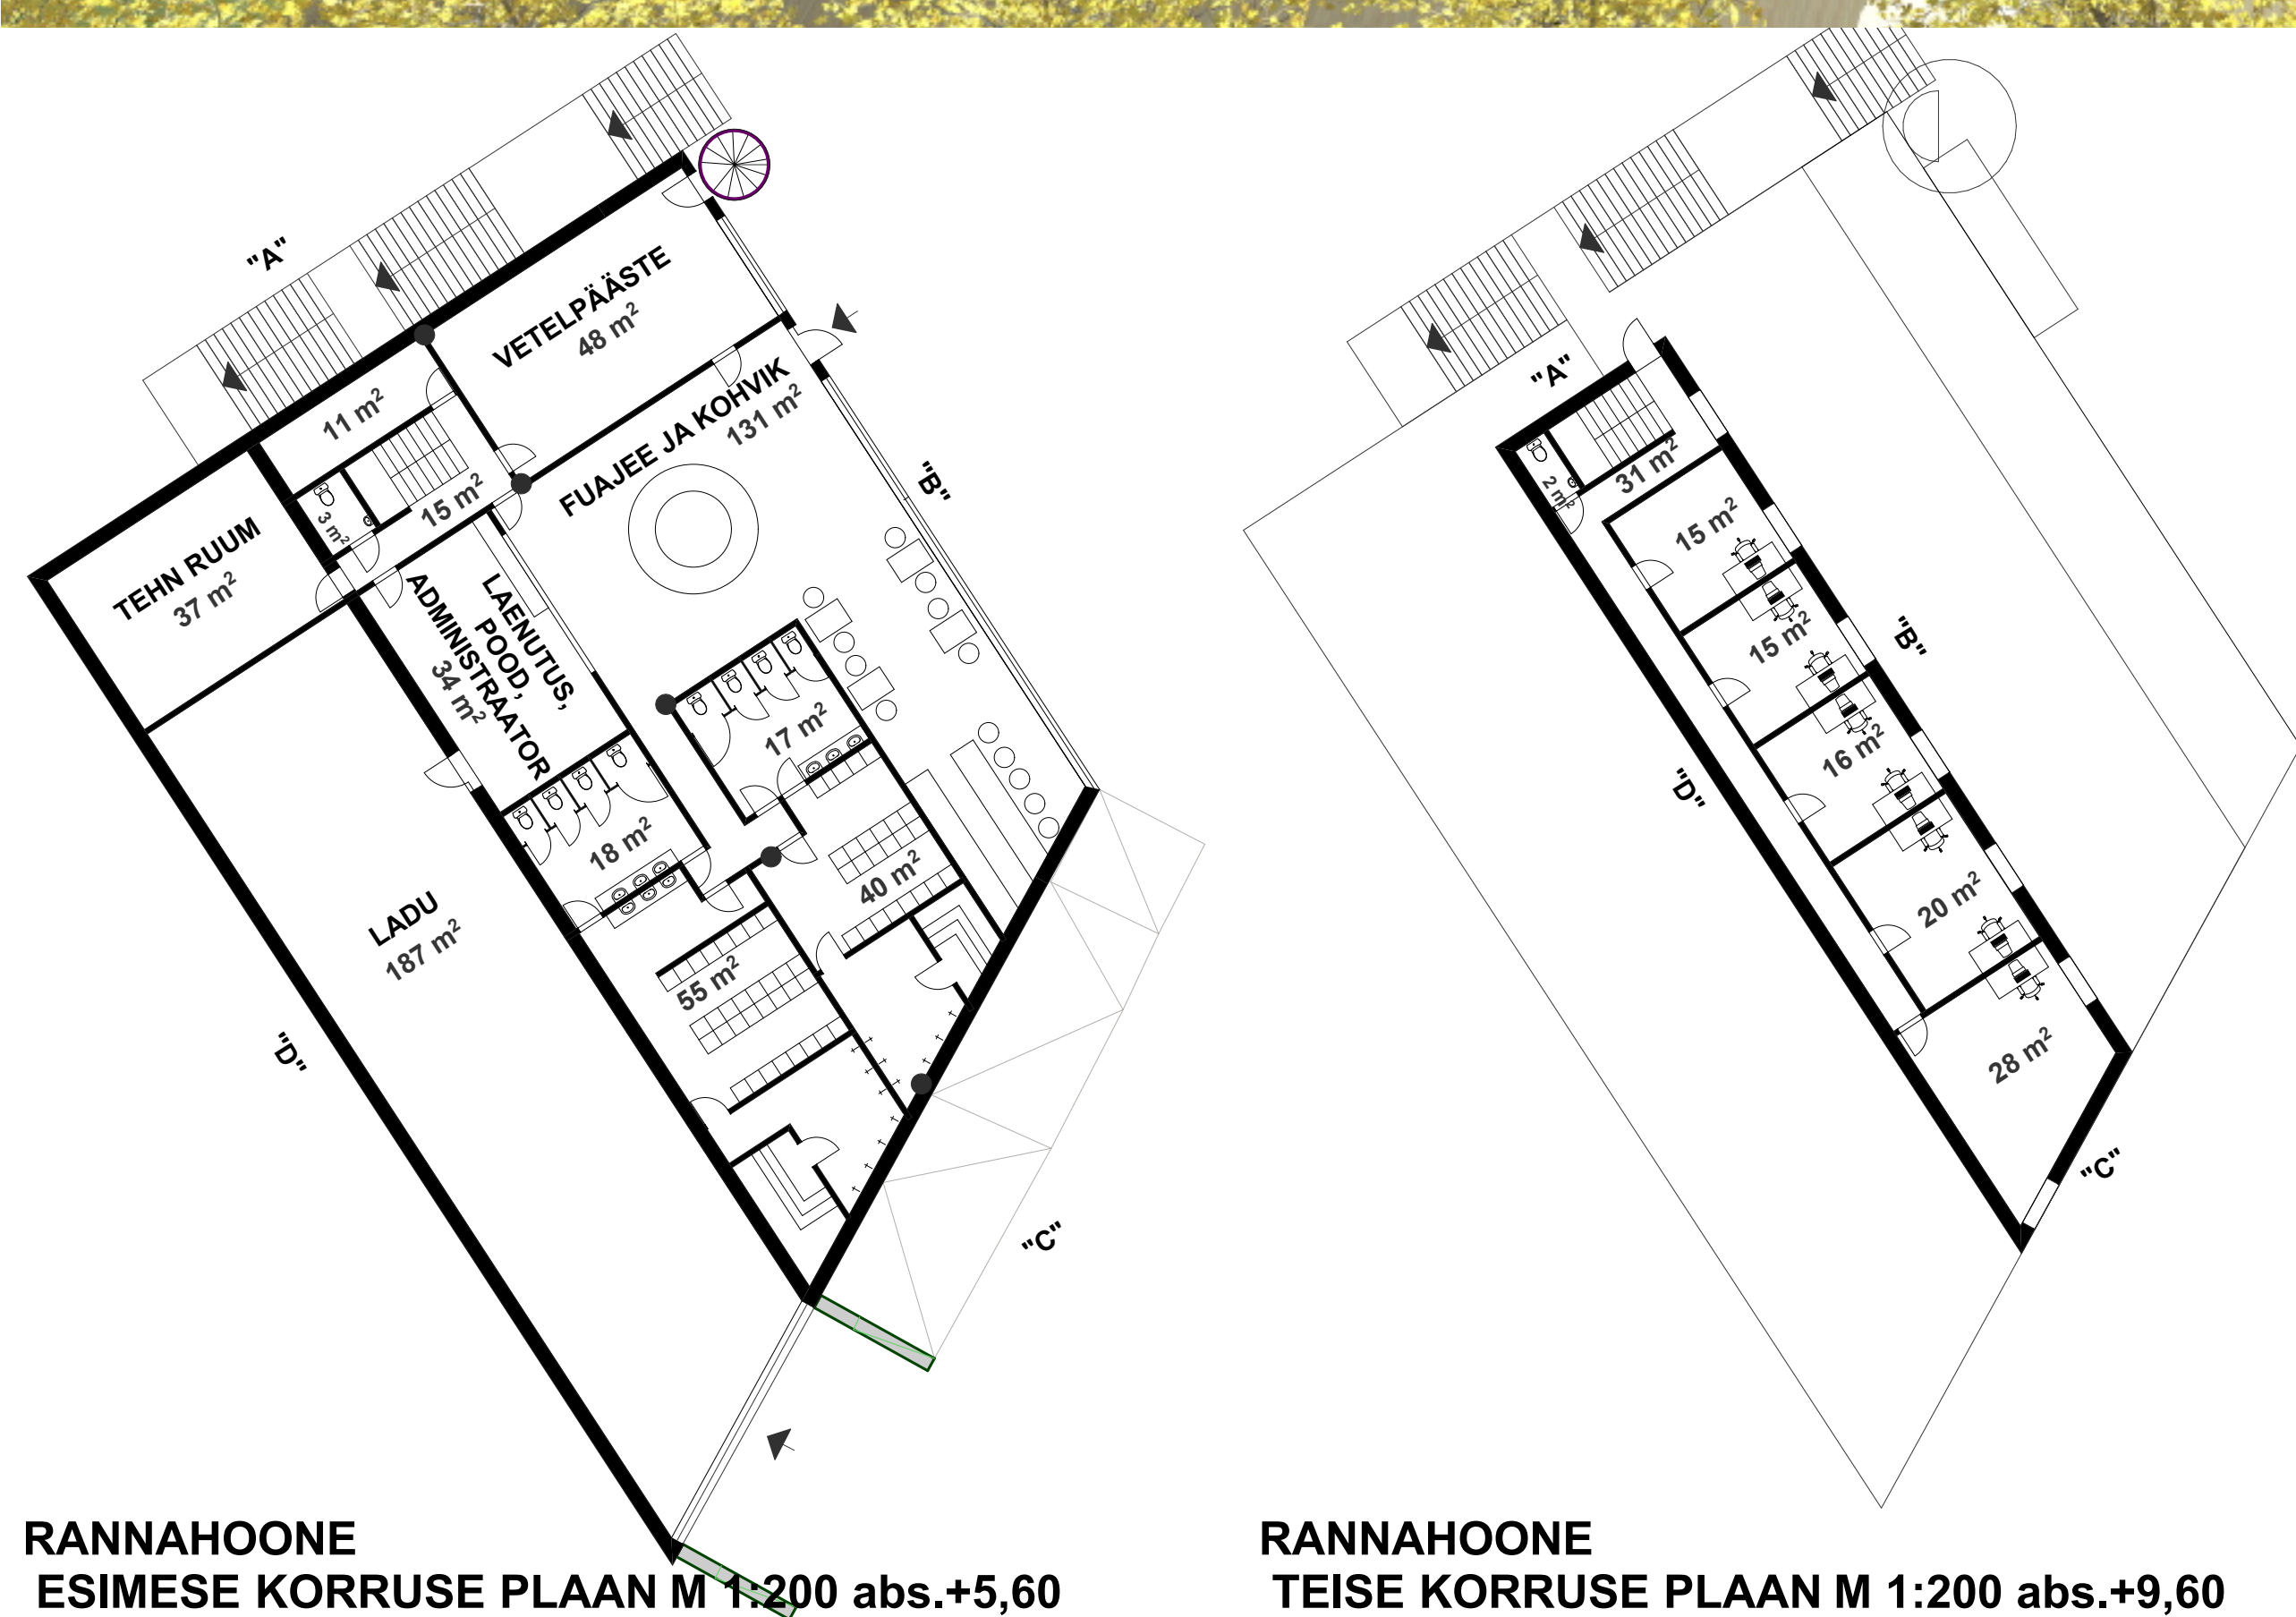 "A"
VETELPÄÄSTE
48 m²
11 m²
FUAJEE JA KOHVIK
131 m²
"B"
15 m²
3 m²
TEHN RUUM
37 m²
LAENUTUS,
POOD,
ADMINISTRAATOR
34 m²
17 m²
18 m²
40 m²
55 m²
LADU
187 m²
"D"
"C"
RANNAHOONE
ESIMESE KORRUSE PLAAN M 1:200 abs.+5,60
"A"
2 m²
31 m²
15 m²
15 m²
"B"
16 m²
"D"
20 m²
28 m²
"C"
RANNAHOONE
TEISE KORRUSE PLAAN M 1:200 abs.+9,60